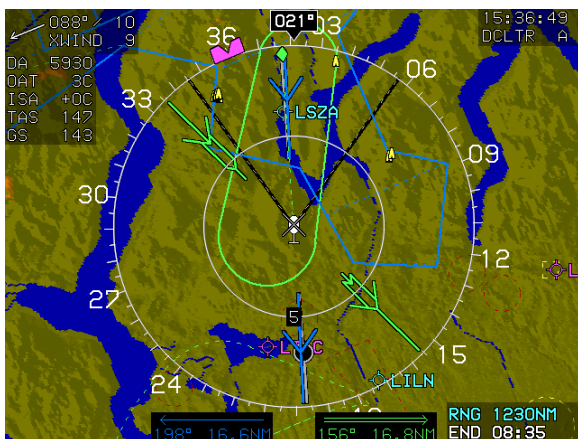 088° / 10
XWIND 9
DA 5930
OAT 3C
ISA +0C
TAS 147
GS 143
021°
15:36:49
DCLTR A
36
03
33
06
LSZA
09
30
12
27
5
15
24
LILN
RNG 1230NM
END 08:35
198° 16.6NM
156° 16.8NM